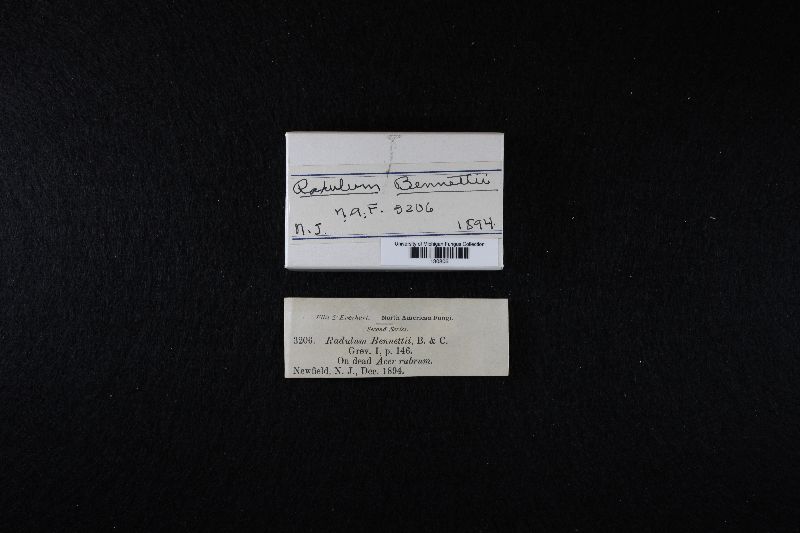 Radulum Bennettii
N.A.F. 3206
N.J. 1894.
University of Michigan Fungus Collection
Ellis & Everhart. North American Fungi.
Second Series.
3206. Radulum Bennettii, B. & C.
Grev. I, p. 146.
On dead Acer rubrum.
Newfield, N. J., Dec. 1894.